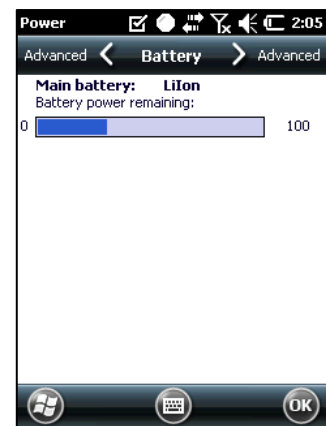 Power 2:05
Advanced Battery Advanced
Main battery: LiIon
Battery power remaining:
0 100
OK